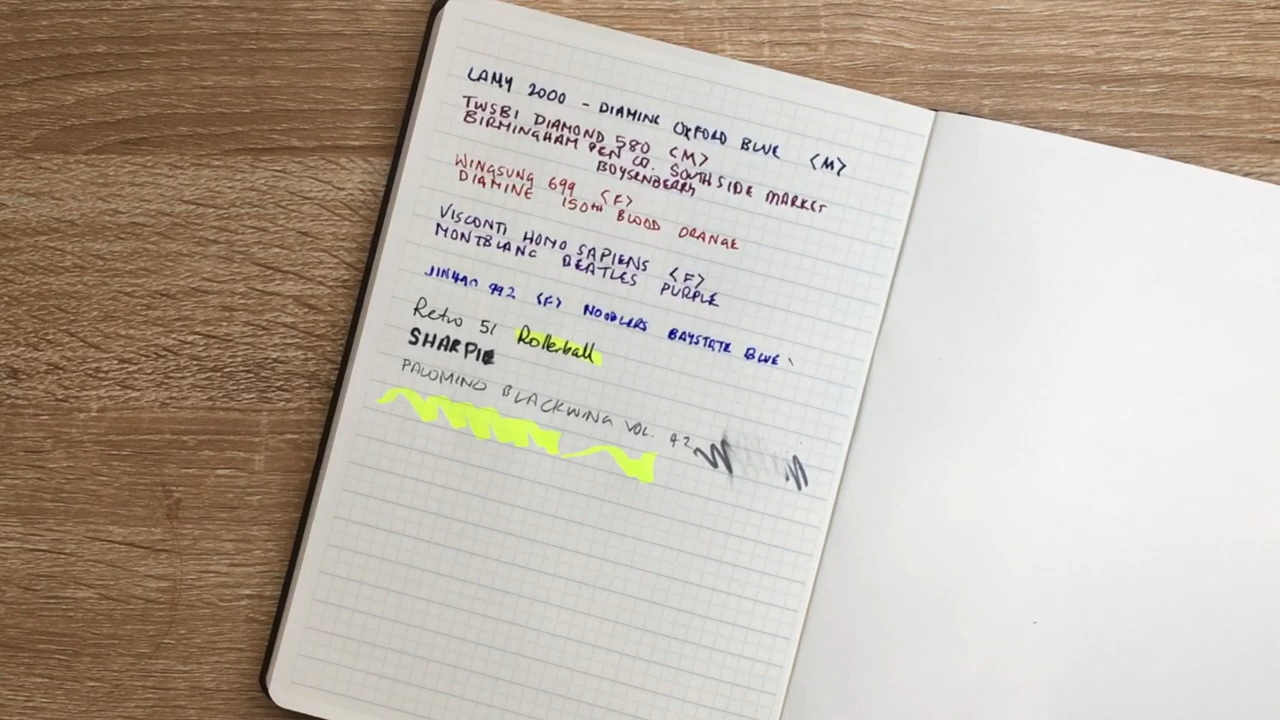 LAMY 2000 - DIAMINE OXFORD BLUE <M>
TWSBI DIAMOND 580 <M>
BIRMINGHAM PEN CO. SOUTHSIDE MARKET
BOYSENBERRY
WINGSUNG 699 <F>
DIAMINE 150th BLOOD ORANGE
VISCONTI HOMO SAPIENS <F>
MONTBLANC BEATLES PURPLE
JINHAO 992 <F> NOODLERS BAYSTATE BLUE
Retro 51 Rollerball
SHARPIE
PALOMINO BLACKWING VOL. 42